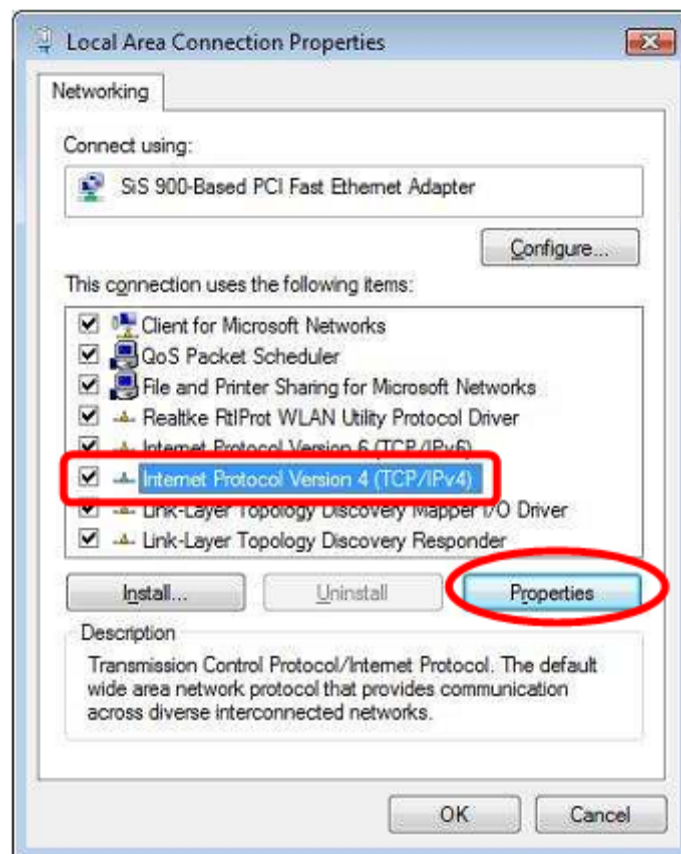 Local Area Connection Properties
Networking
Connect using:
SiS 900-Based PCI Fast Ethernet Adapter
Configure...
This connection uses the following items:
Client for Microsoft Networks
QoS Packet Scheduler
File and Printer Sharing for Microsoft Networks
Realtke RtlProt WLAN Utility Protocol Driver
Internet Protocol Version 6 (TCP/IPv6)
Internet Protocol Version 4 (TCP/IPv4)
Link-Layer Topology Discovery Mapper I/O Driver
Link-Layer Topology Discovery Responder
Install... Uninstall Properties
Description
Transmission Control Protocol/Internet Protocol. The default
wide area network protocol that provides communication
across diverse interconnected networks.
OK Cancel